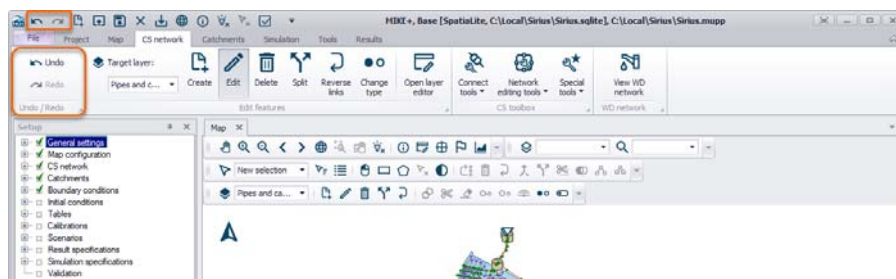 MIKE+, Base [SpatiaLite, C:\Local\Sirius\Sirius.sqlite], C:\Local\Sirius\Sirius.mupp
File Project Map CS network Catchments Simulation Tools Results
Undo Target layer:
Redo Pipes and c... Create Edit Delete Split Reverse links Change type Open layer editor Connect tools Network editing tools Special tools View WD network
Undo / Redo Edit features CS toolbox WD network
Setup Map
General settings
Map configuration
CS network
New selection
Catchments
Boundary conditions
Pipes and ca...
Initial conditions
Tables
Calibrations
Scenarios
Result specifications
Simulation specifications
Validation